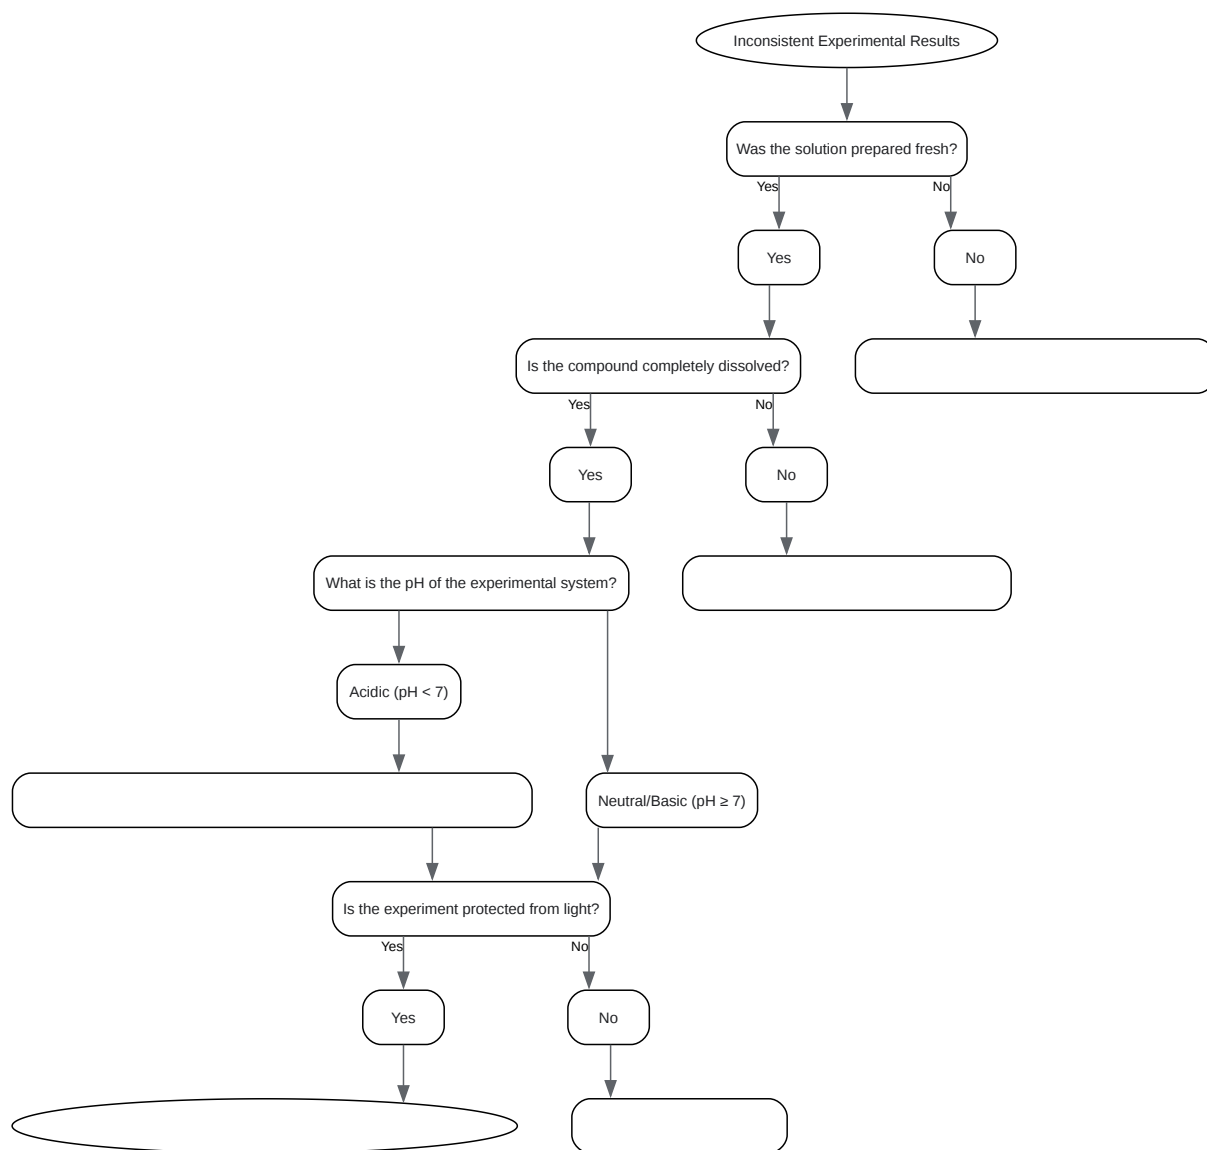 Inconsistent Experimental Results
Was the solution prepared fresh?
Yes
No
Yes
No
Is the compound completely dissolved?
Yes
No
Yes
No
What is the pH of the experimental system?
Acidic (pH < 7)
Neutral/Basic (pH ≥ 7)
Is the experiment protected from light?
Yes
No
Yes
No